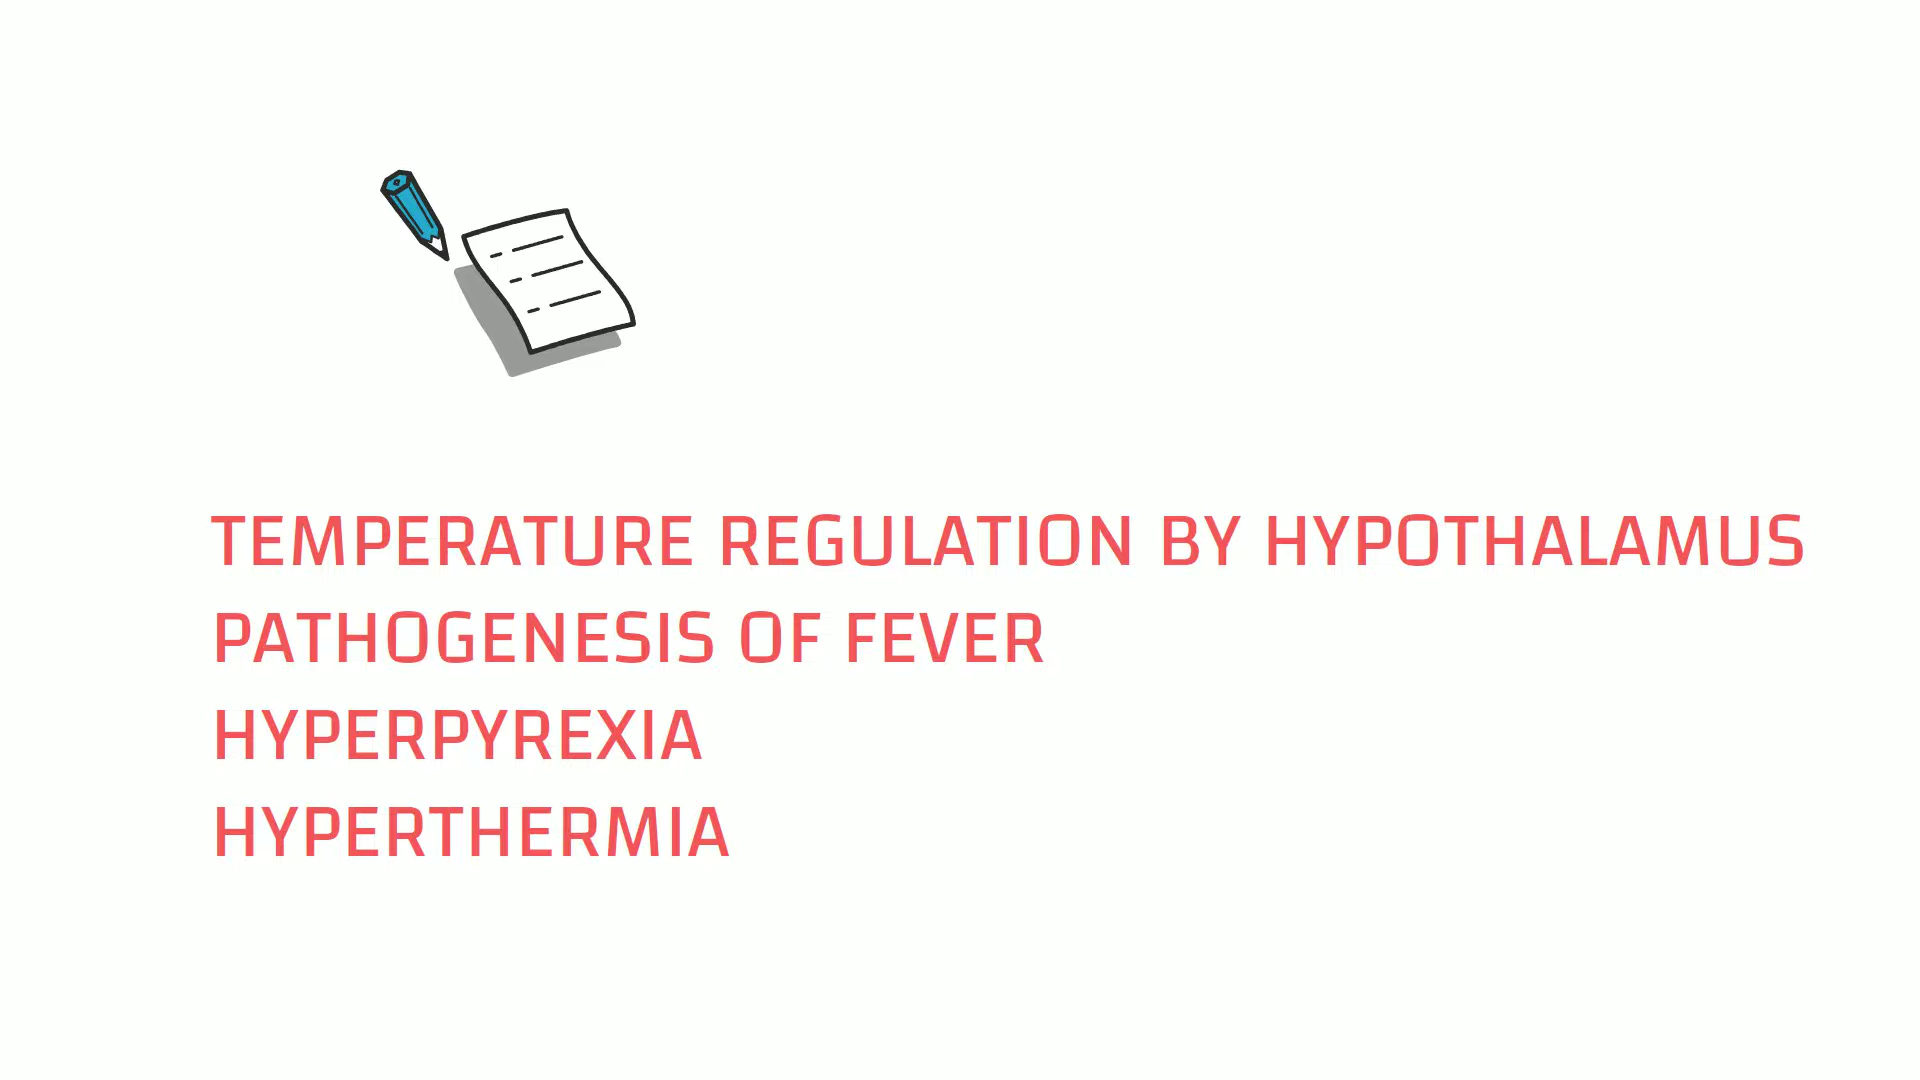 TEMPERATURE REGULATION BY HYPOTHALAMUS
PATHOGENESIS OF FEVER
HYPERPYREXIA
HYPERTHERMIA